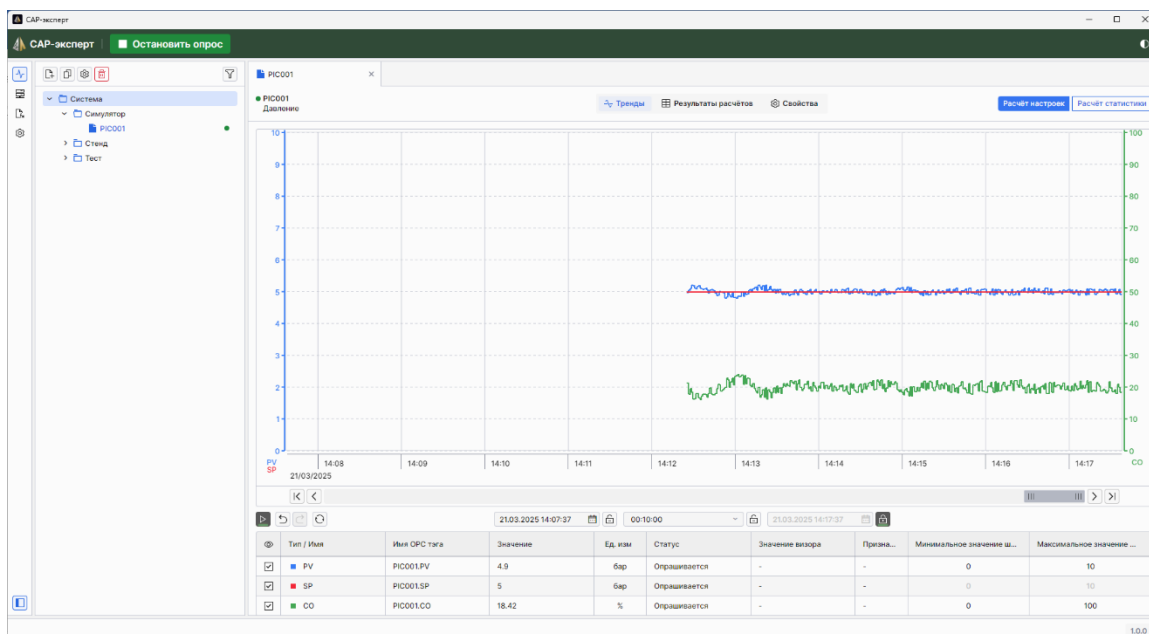 САР-эксперт
САР-эксперт Остановить опрос
PIC001
PIC001
Давление
Тренды Результаты расчётов Свойства Расчёт настроек Расчёт статистики
Система
Симулятор
PIC001
Стенд
Тест
10 100
9 90
8 80
7 70
6 60
5 50
4 40
3 30
2 20
1 10
0 0
PV
SP
14:08 14:09 14:10 14:11 14:12 14:13 14:14 14:15 14:16 14:17 CO
21/03/2025
21.03.2025 14:07:37 00:10:00 21.03.2025 14:17:37
Тип / Имя Имя OPC тэга Значение Ед. изм Статус Значение визора Призна... Минимальное значение ш... Максимальное значение ...
PV PIC001.PV 4.9 бар Опрашивается - - 0 10
SP PIC001.SP 5 бар Опрашивается - - 0 10
CO PIC001.CO 18.42 % Опрашивается - - 0 100
1.0.0